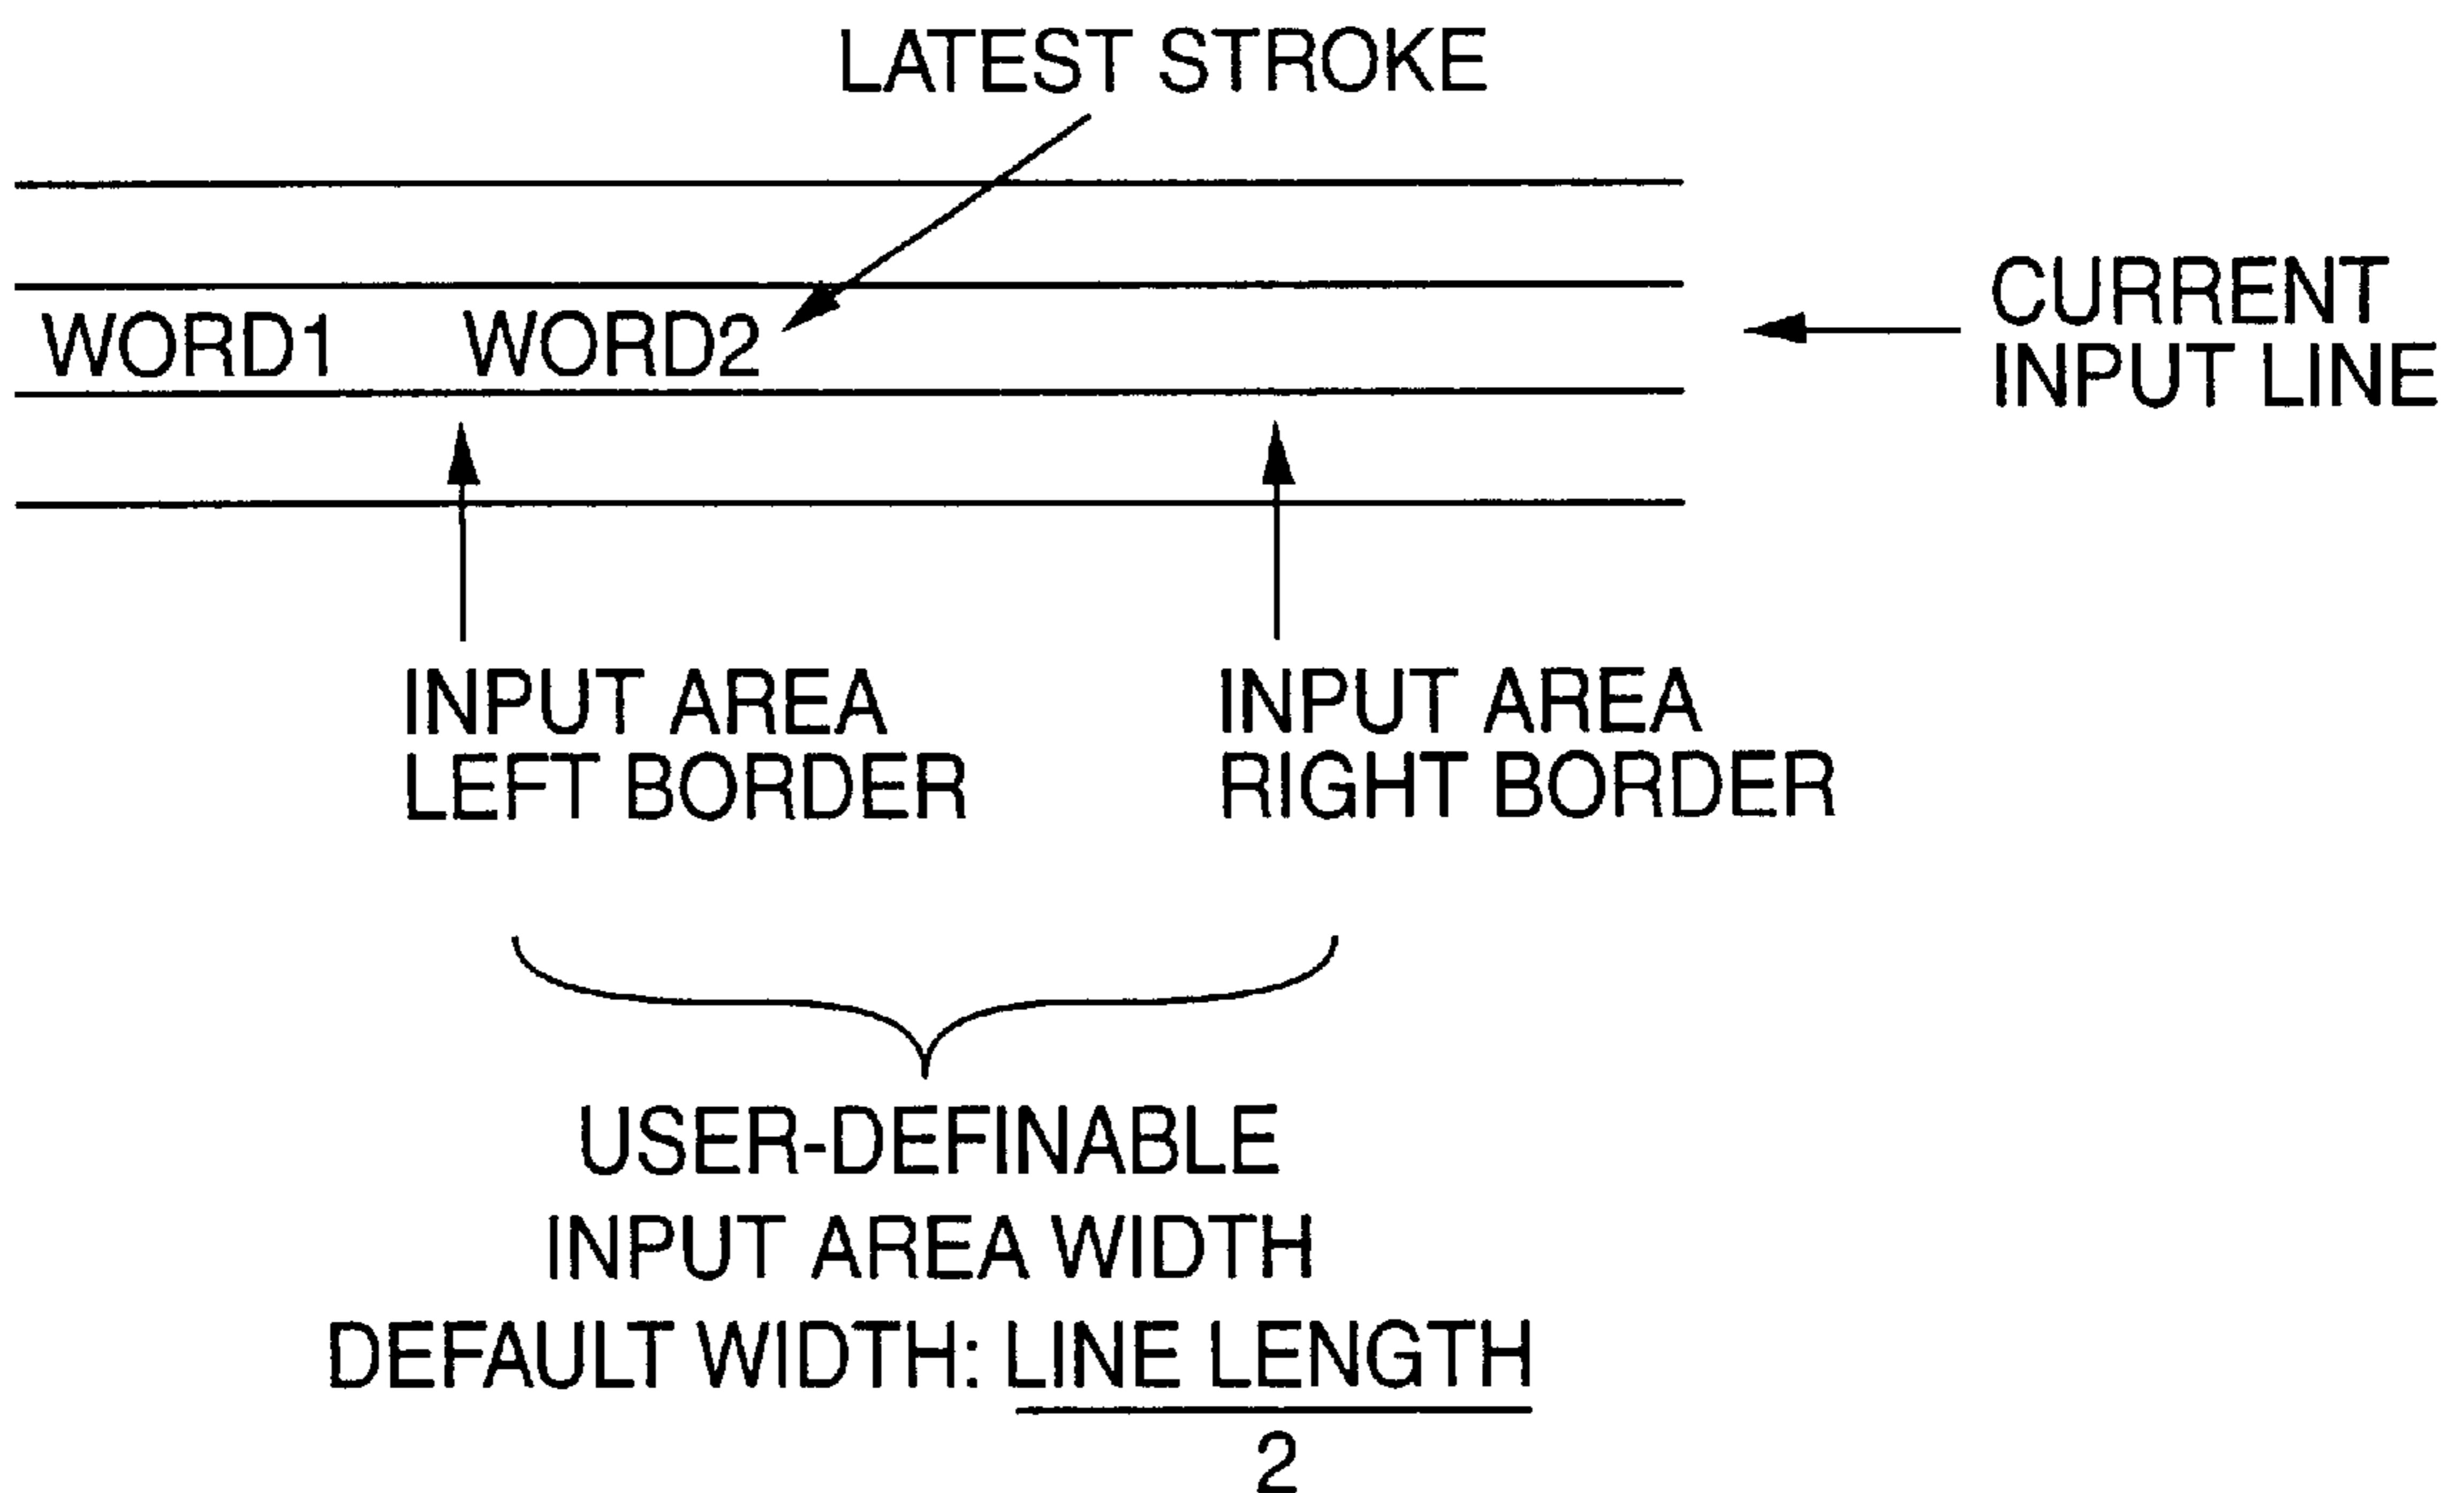 LATEST STROKE
CURRENT
INPUT LINE
WORD1 WORD2
INPUT AREA
LEFT BORDER
INPUT AREA
RIGHT BORDER
USER-DEFINABLE
INPUT AREA WIDTH
DEFAULT WIDTH: LINE LENGTH
2